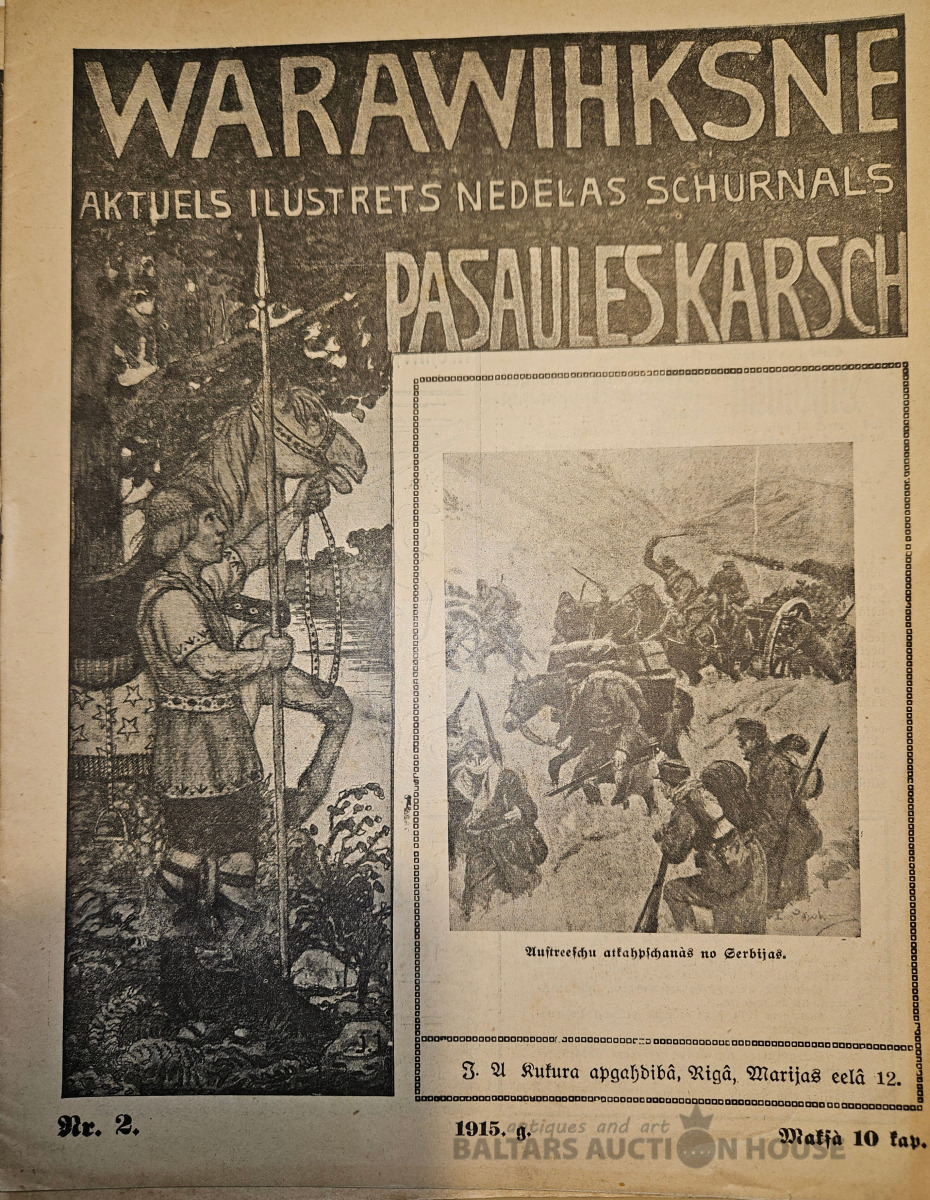 WARAWIHKSNE
AKTUELS ILUSTRETS NEDEĻAS SCHURNALS
PASAULES KARSCH
Austreeschu atkahpschanàs no Serbijas.
J. A Kukura apgahdibâ, Rigâ, Marijas eelâ 12.
Nr. 2.
1915. g.
Maksà 10 kap.
antiques and art
BALTARS AUCTION HOUSE